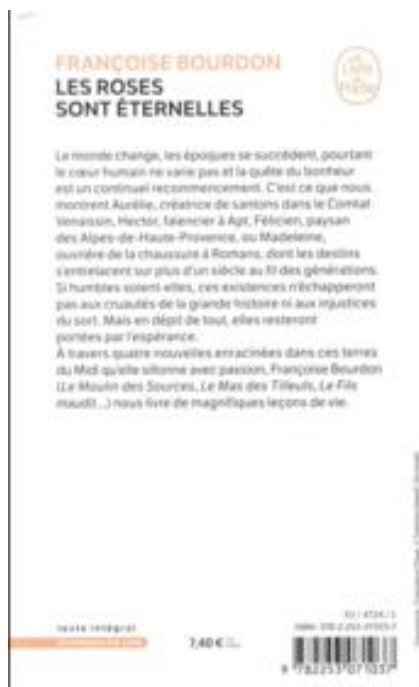 FRANÇOISE BOURDON
LES ROSES
SONT ÉTERNELLES
Le Livre de Poche
Le monde change, les époques se succèdent, pourtant
le cœur humain ne varie pas et la quête du bonheur
est un continuel recommencement. C'est ce que nous
montrent Aurélie, créatrice de santons dans le Comtat
Venaissin, Hector, faïencier à Apt, Félicien, paysan
des Alpes-de-Haute-Provence, ou Madeleine,
ouvrière de la chaussure à Romans, dont les destins
s'entrelacent sur plus d'un siècle au fil des générations.
Si humbles soient-elles, ces existences n'échapperont
pas aux cruautés de la grande histoire ni aux injustices
du sort. Mais en dépit de tout, elles resteront
portées par l'espérance.
À travers quatre nouvelles enracinées dans ces terres
du Midi qu'elle sillonne avec passion, Françoise Bourdon
(Le Moulin des Sources, Le Mas des Tilleuls, Le Fils
maudit...) nous livre de magnifiques leçons de vie.
texte intégral
7,40 €
9 782253 071037